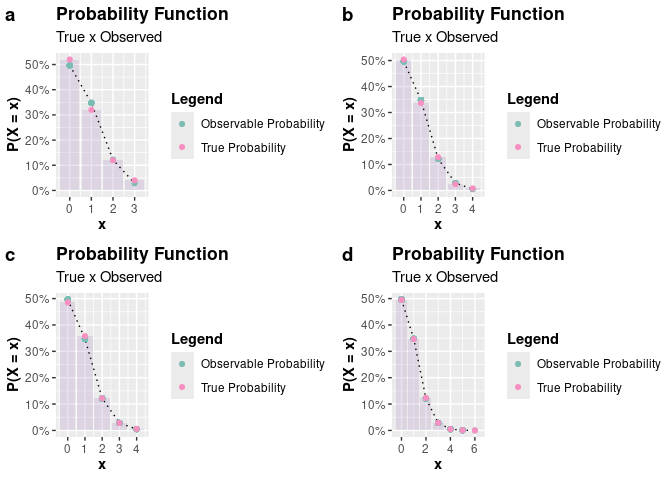 a
Probability Function
True x Observed
50%
40%
30%
20%
10%
0%
P(X = x)
0 1 2 3
x
Legend
Observable Probability
True Probability
b
Probability Function
True x Observed
50%
40%
30%
20%
10%
0%
P(X = x)
0 1 2 3 4
x
Legend
Observable Probability
True Probability
c
Probability Function
True x Observed
50%
40%
30%
20%
10%
0%
P(X = x)
0 1 2 3 4
x
Legend
Observable Probability
True Probability
d
Probability Function
True x Observed
50%
40%
30%
20%
10%
0%
P(X = x)
0 2 4 6
x
Legend
Observable Probability
True Probability